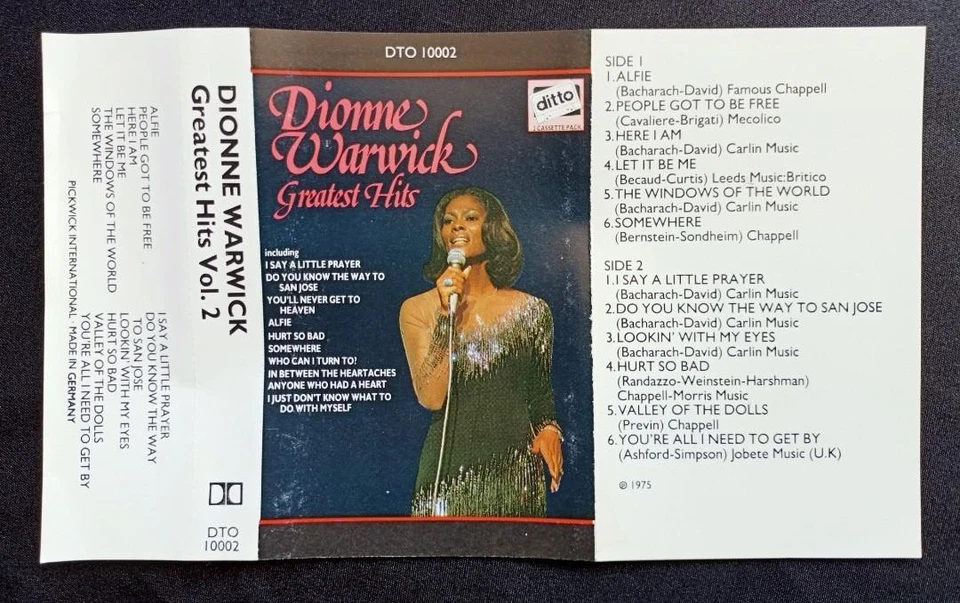 ALFIE
PEOPLE GOT TO BE FREE
HERE I AM
LET IT BE ME
THE WINDOWS OF THE WORLD
SOMEWHERE
I SAY A LITTLE PRAYER
DO YOU KNOW THE WAY
TO SAN JOSE
LOOKIN' WITH MY EYES
HURT SO BAD
VALLEY OF THE DOLLS
YOU'RE ALL I NEED TO GET BY
PICKWICK INTERNATIONAL · MADE IN GERMANY
DIONNE WARWICK
Greatest Hits Vol. 2
DTO
10002
DTO 10002
Dionne
Warwick
Greatest Hits
ditto
2 CASSETTE PACK
including
I SAY A LITTLE PRAYER
DO YOU KNOW THE WAY TO
SAN JOSE
YOU'LL NEVER GET TO
HEAVEN
ALFIE
HURT SO BAD
SOMEWHERE
WHO CAN I TURN TO?
IN BETWEEN THE HEARTACHES
ANYONE WHO HAD A HEART
I JUST DON'T KNOW WHAT TO
DO WITH MYSELF
SIDE 1
1.ALFIE
(Bacharach-David) Famous Chappell
2.PEOPLE GOT TO BE FREE
(Cavaliere-Brigati) Mecolico
3.HERE I AM
(Bacharach-David) Carlin Music
4.LET IT BE ME
(Becaud-Curtis) Leeds Music:Britico
5.THE WINDOWS OF THE WORLD
(Bacharach-David) Carlin Music
6.SOMEWHERE
(Bernstein-Sondheim) Chappell
SIDE 2
1.I SAY A LITTLE PRAYER
(Bacharach-David) Carlin Music
2.DO YOU KNOW THE WAY TO SAN JOSE
(Bacharach-David) Carlin Music
3.LOOKIN' WITH MY EYES
(Bacharach-David) Carlin Music
4.HURT SO BAD
(Randazzo-Weinstein-Harshman)
Chappell-Morris Music
5.VALLEY OF THE DOLLS
(Previn) Chappell
6.YOU'RE ALL I NEED TO GET BY
(Ashford-Simpson) Jobete Music (U.K)
℗ 1975